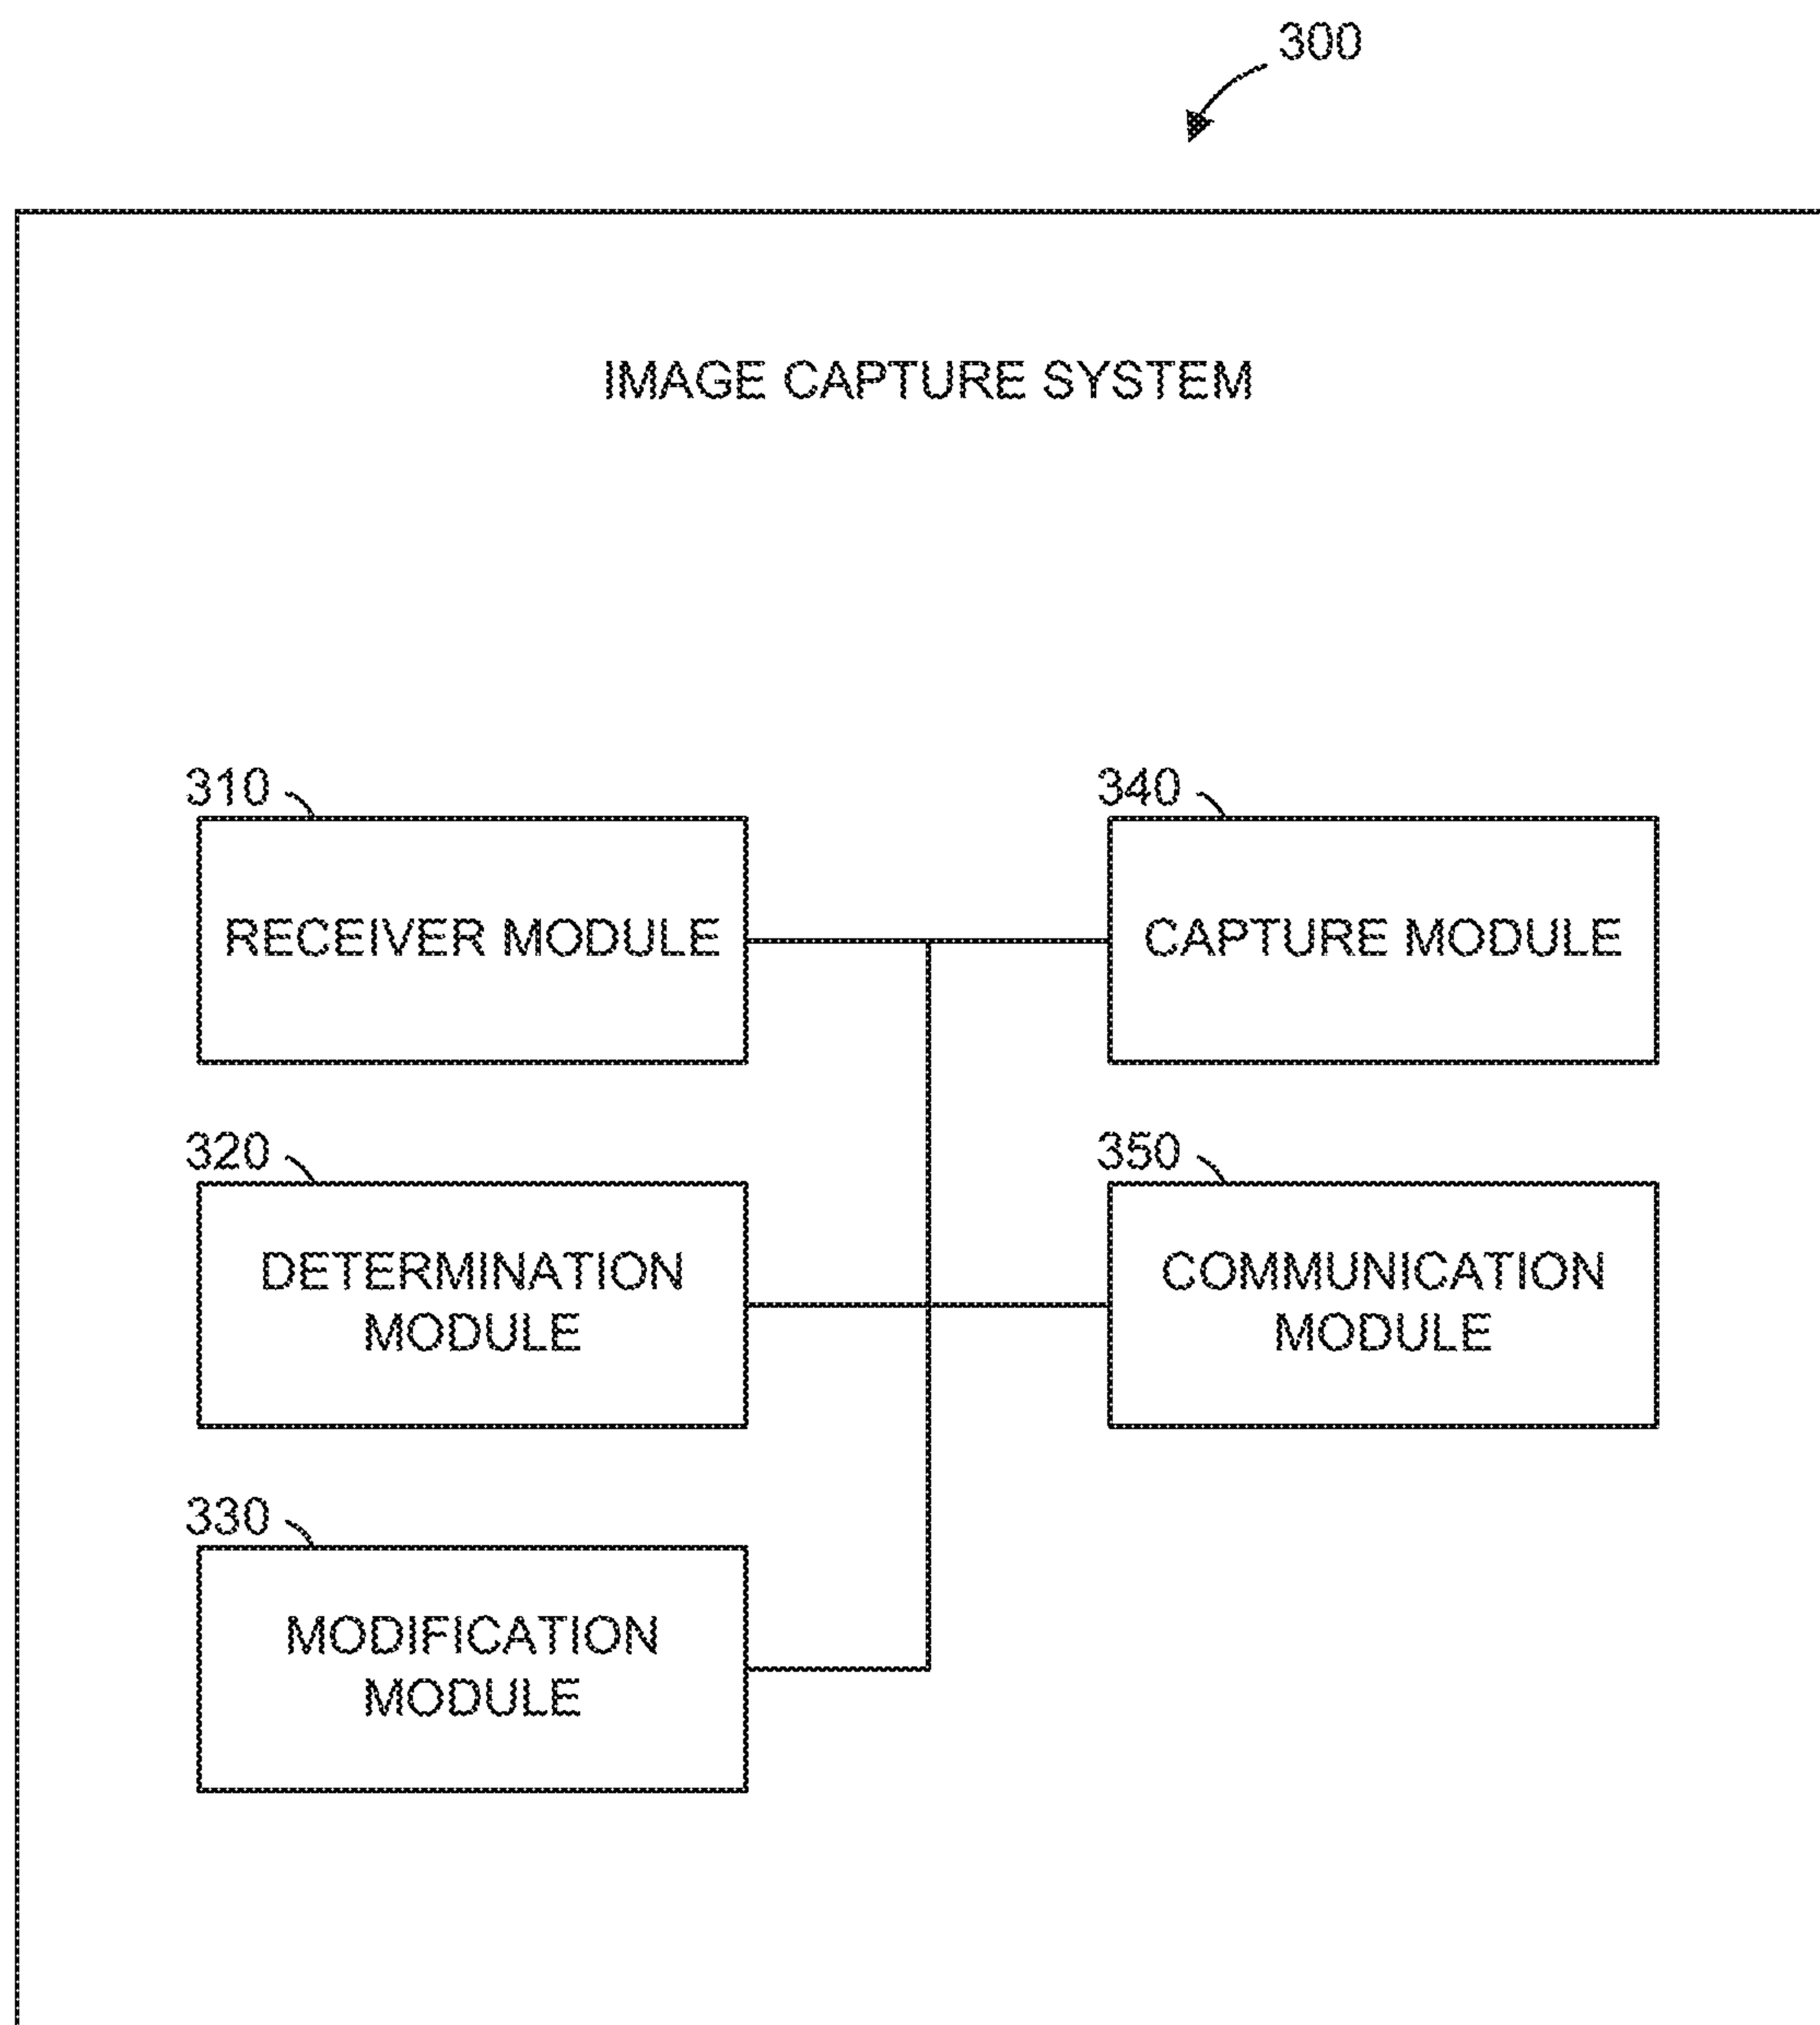 300
IMAGE CAPTURE SYSTEM
310
RECEIVER MODULE
340
CAPTURE MODULE
320
DETERMINATION
MODULE
350
COMMUNICATION
MODULE
330
MODIFICATION
MODULE